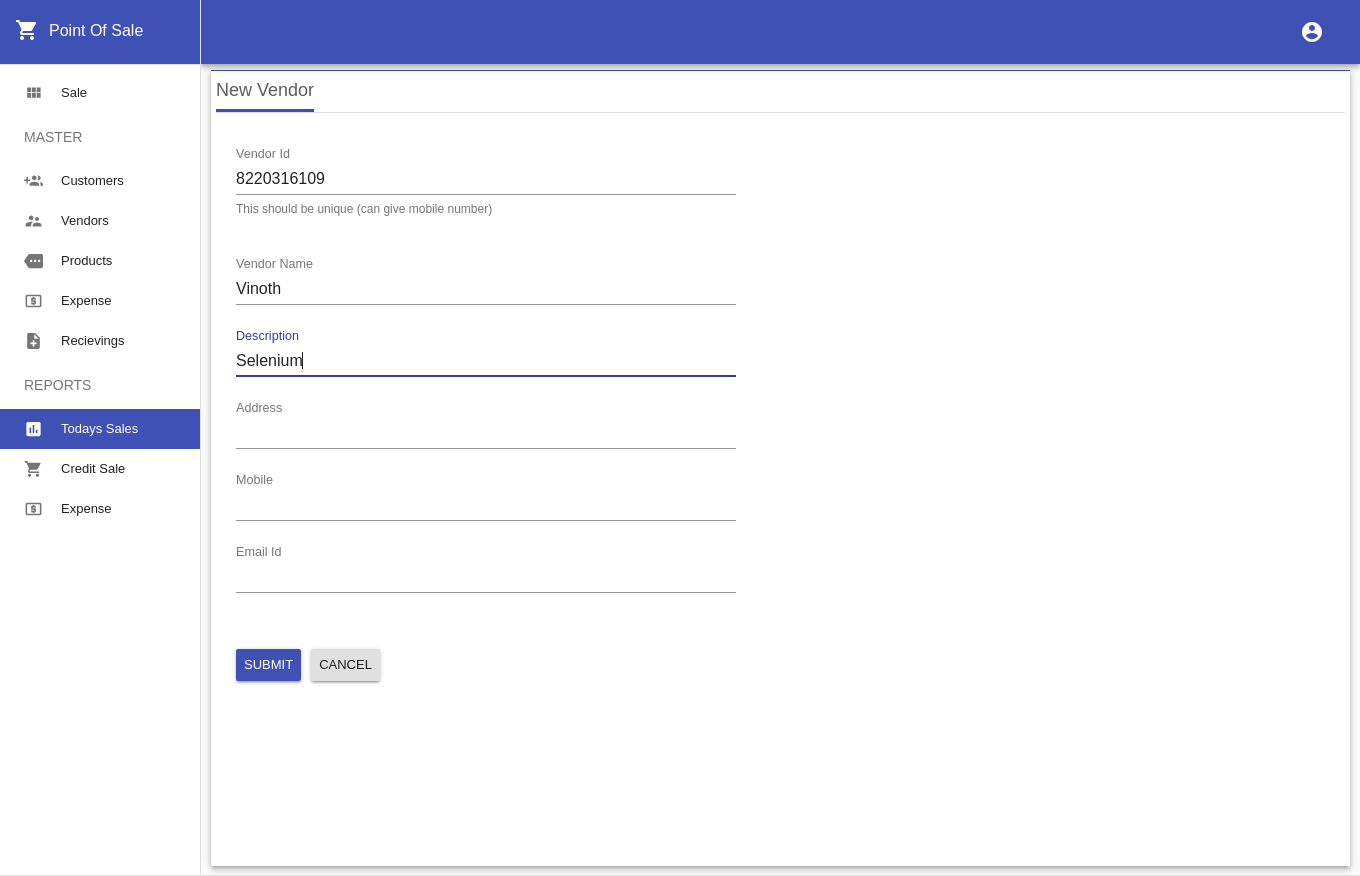 Point Of Sale
Sale
MASTER
Customers
Vendors
Products
Expense
Recievings
REPORTS
Todays Sales
Credit Sale
Expense
New Vendor
Vendor Id
8220316109
This should be unique (can give mobile number)
Vendor Name
Vinoth
Description
Selenium
Address
Mobile
Email Id
SUBMIT CANCEL